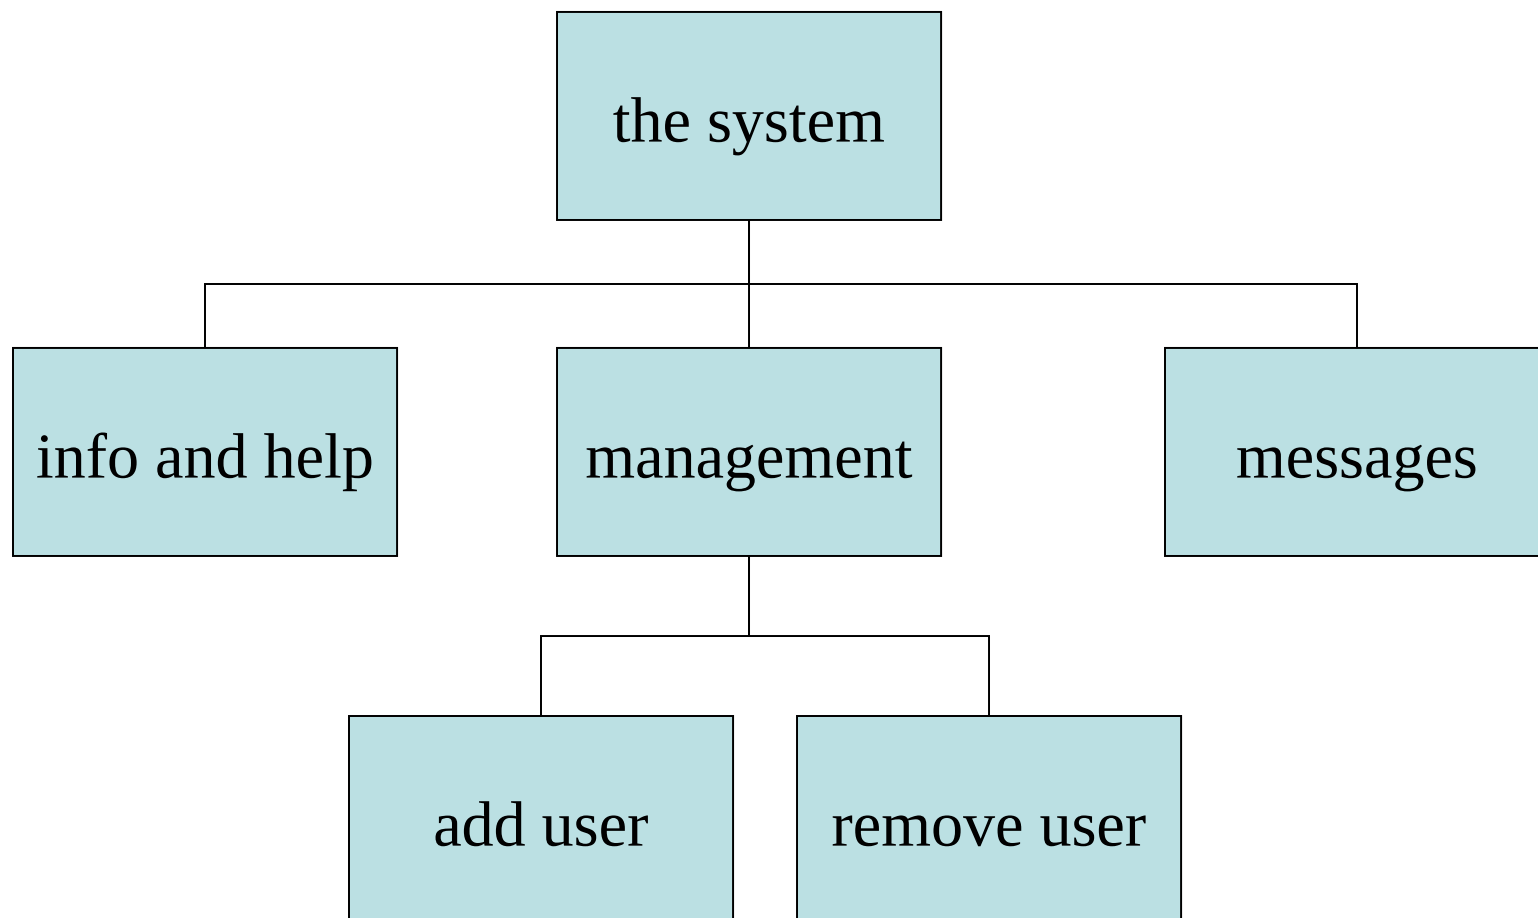 the system
info and help
management
messages
add user
remove user